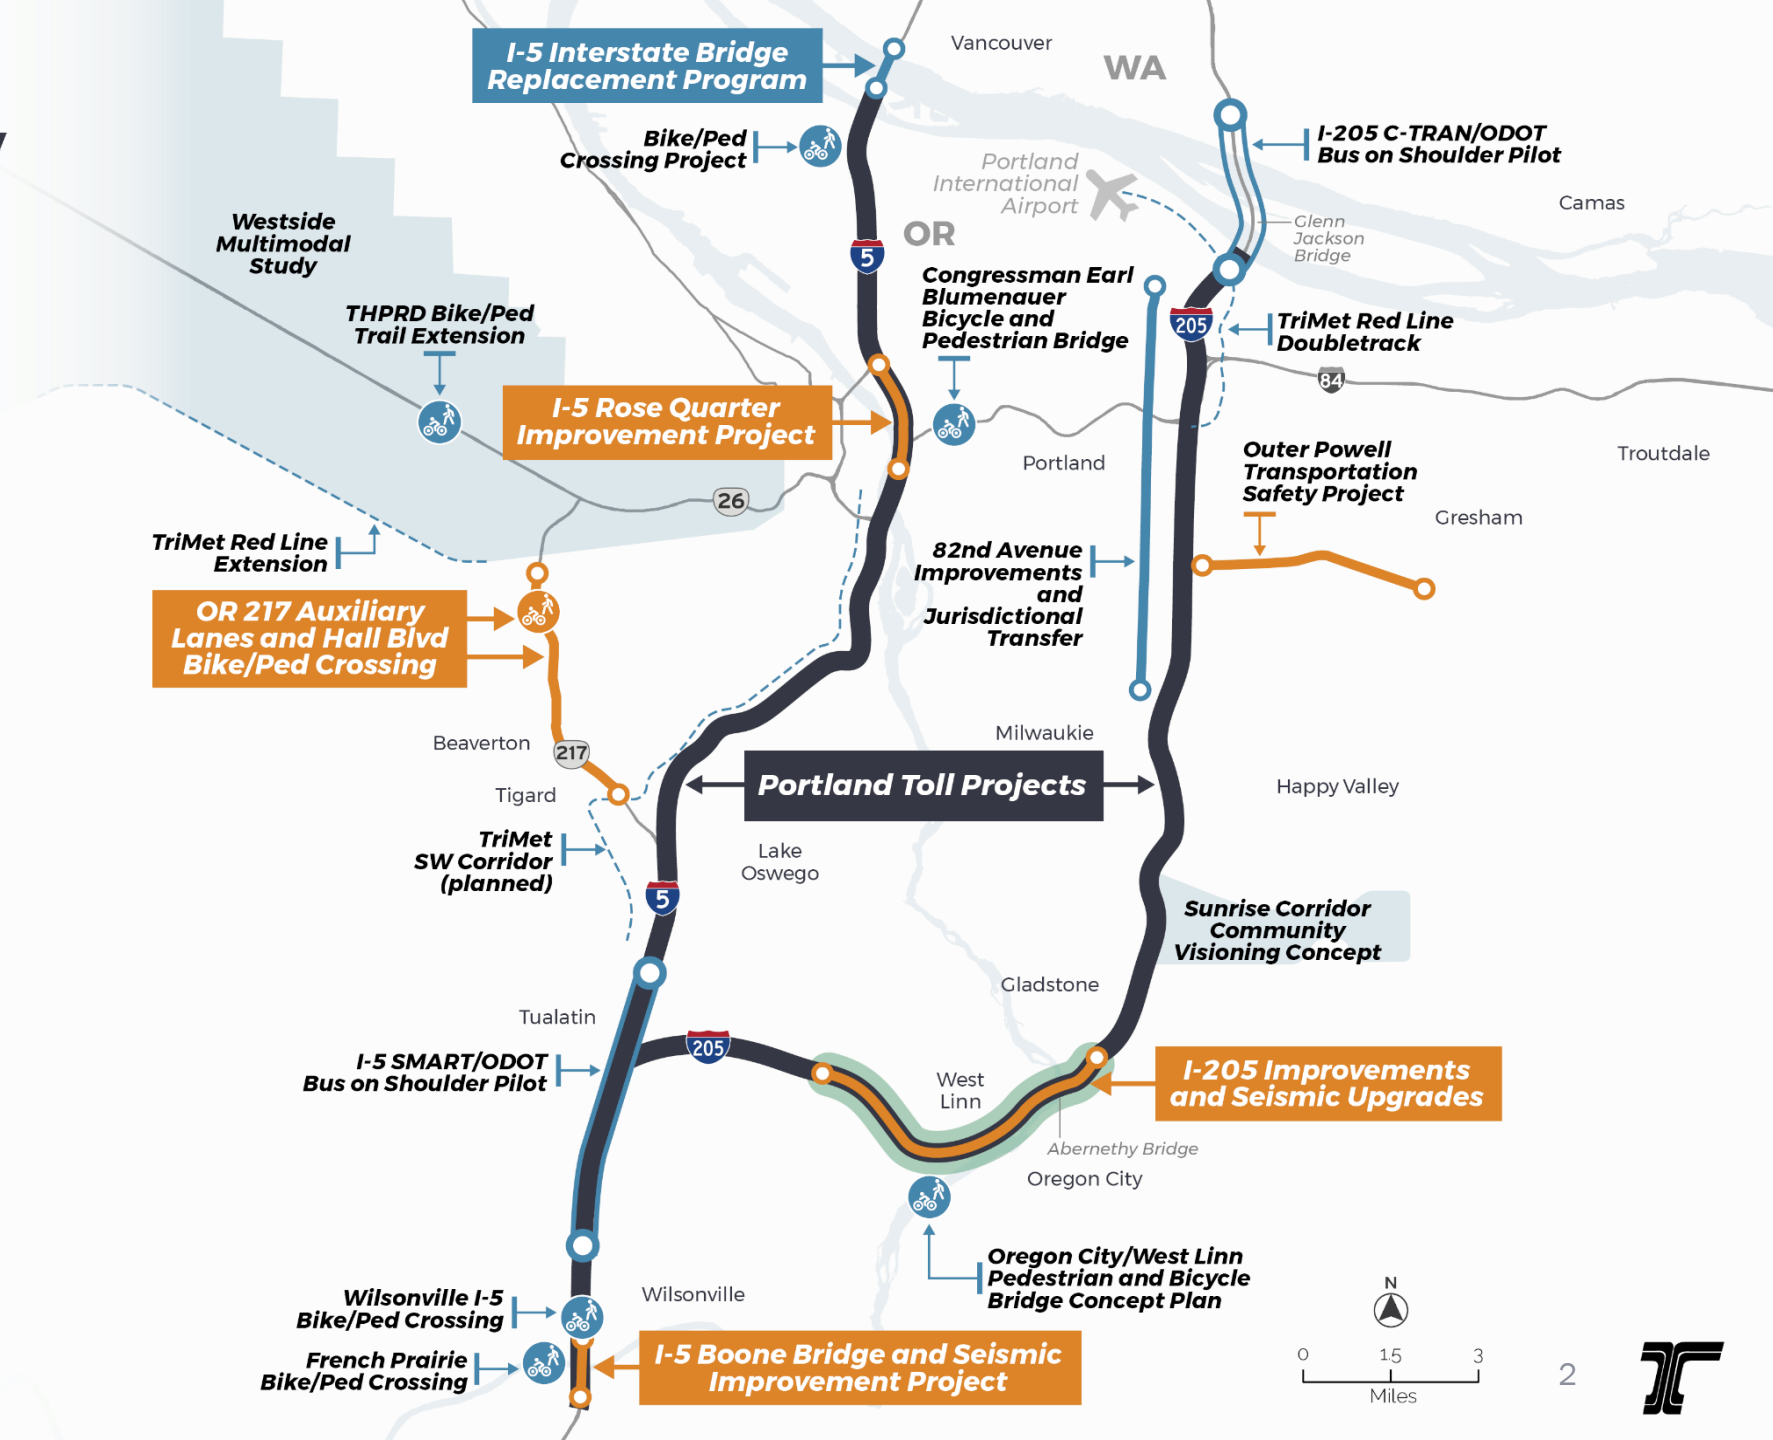 I-5 Interstate Bridge
Replacement Program
Vancouver
WA
Bike/Ped
Crossing Project
I-205 C-TRAN/ODOT
Bus on Shoulder Pilot
Portland
International
Airport
Camas
Westside
Multimodal
Study
OR
Glenn
Jackson
Bridge
5
Congressman Earl
Blumenauer
Bicycle and
Pedestrian Bridge
THPRD Bike/Ped
Trail Extension
205
TriMet Red Line
Doubletrack
84
I-5 Rose Quarter
Improvement Project
Portland
Outer Powell
Transportation
Safety Project
Troutdale
26
Gresham
TriMet Red Line
Extension
82nd Avenue
Improvements
and
Jurisdictional
Transfer
OR 217 Auxiliary
Lanes and Hall Blvd
Bike/Ped Crossing
Beaverton
217
Milwaukie
Portland Toll Projects
Happy Valley
Tigard
TriMet
SW Corridor
(planned)
Lake
Oswego
5
Sunrise Corridor
Community
Visioning Concept
Gladstone
Tualatin
205
I-5 SMART/ODOT
Bus on Shoulder Pilot
West
Linn
I-205 Improvements
and Seismic Upgrades
Abernethy Bridge
Oregon City
Oregon City/West Linn
Pedestrian and Bicycle
Bridge Concept Plan
Wilsonville I-5
Bike/Ped Crossing
Wilsonville
French Prairie
Bike/Ped Crossing
I-5 Boone Bridge and Seismic
Improvement Project
N
0 1.5 3
Miles
2